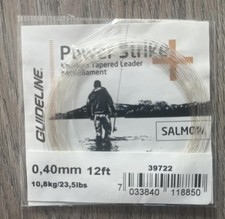 GUIDELINE
Power Strike
Tapered Leader
SALMON
0,40mm 12ft
10,8kg/23,5lbs
39722
7 033840 118850